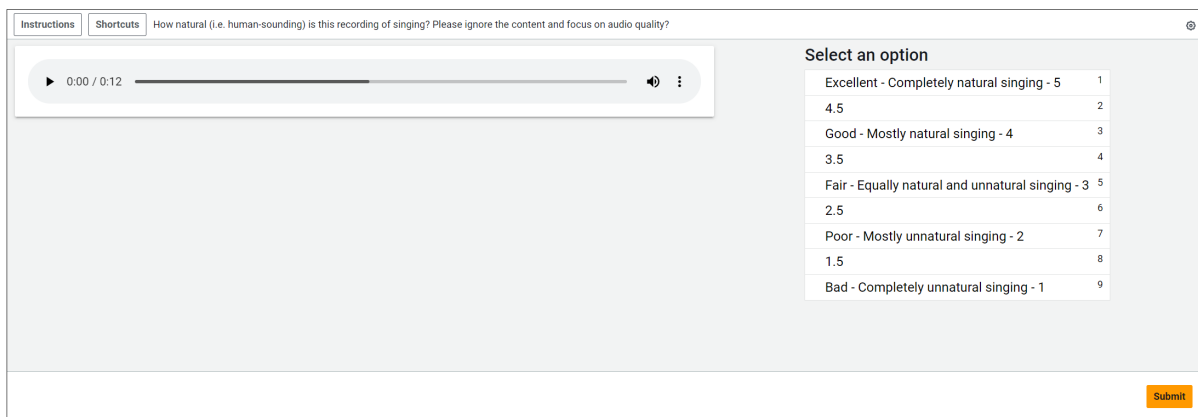 Instructions Shortcuts How natural (i.e. human-sounding) is this recording of singing? Please ignore the content and focus on audio quality?
0:00 / 0:12
Select an option
Excellent - Completely natural singing - 5 1
4.5 2
Good - Mostly natural singing - 4 3
3.5 4
Fair - Equally natural and unnatural singing - 3 5
2.5 6
Poor - Mostly unnatural singing - 2 7
1.5 8
Bad - Completely unnatural singing - 1 9
Submit